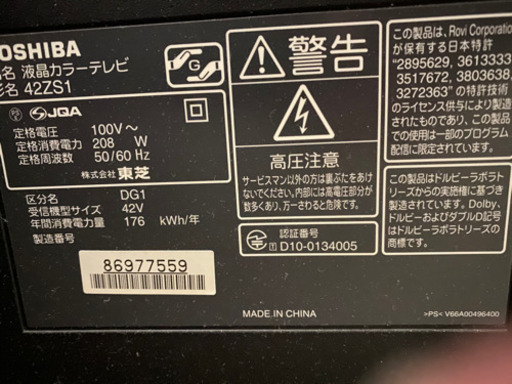 TOSHIBA
品名 液晶カラーテレビ
形名 42ZS1
G
JQA
定格電圧 100V～
定格消費電力 208 W
定格周波数 50/60 Hz
株式会社 東芝
区分名 DG1
受信機型サイズ 42V
年間消費電力量 176 kWh/年
製造番号
86977559
警告
高圧注意
サービスマン以外の方は裏ぶたをあけ
ないでください。内部には高電圧部分が
数多くあり、万一さわると危険です。
認証番号
T D10-0134005
MADE IN CHINA
この製品は、Rovi Corporation
が保有する日本特許
"2895629, 3613333
3517672, 3803638,
3272363" の特許技術
のライセンス供与により製造
されたものであり、この製品の
使用は一部のプログラム
配信に限定されています。
この製品は、ドルビーラボラト
リーズからの実施権に基づき
製造されています。Dolby、
ドルビーおよびダブルD記号
はドルビーラボラトリーズの
商標です。
>PS< V66A00496400